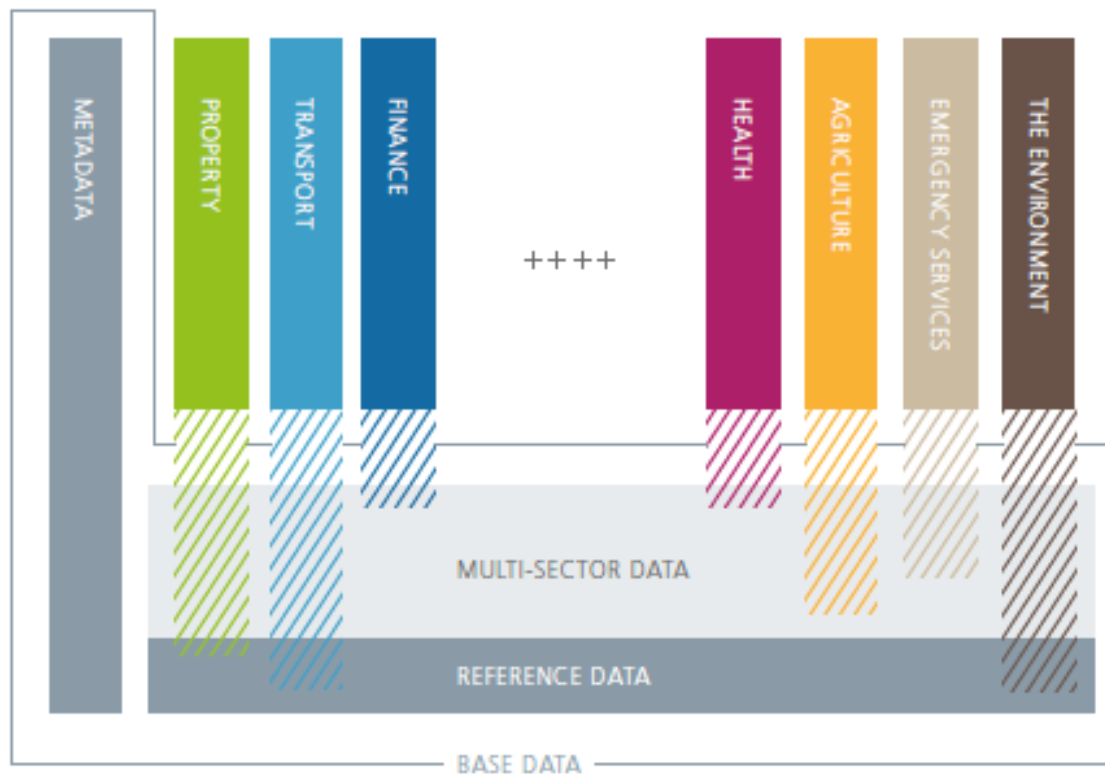 METADATA
PROPERTY
TRANSPORT
FINANCE
++++
HEALTH
AGRICULTURE
EMERGENCY SERVICES
THE ENVIRONMENT
MULTI-SECTOR DATA
REFERENCE DATA
BASE DATA